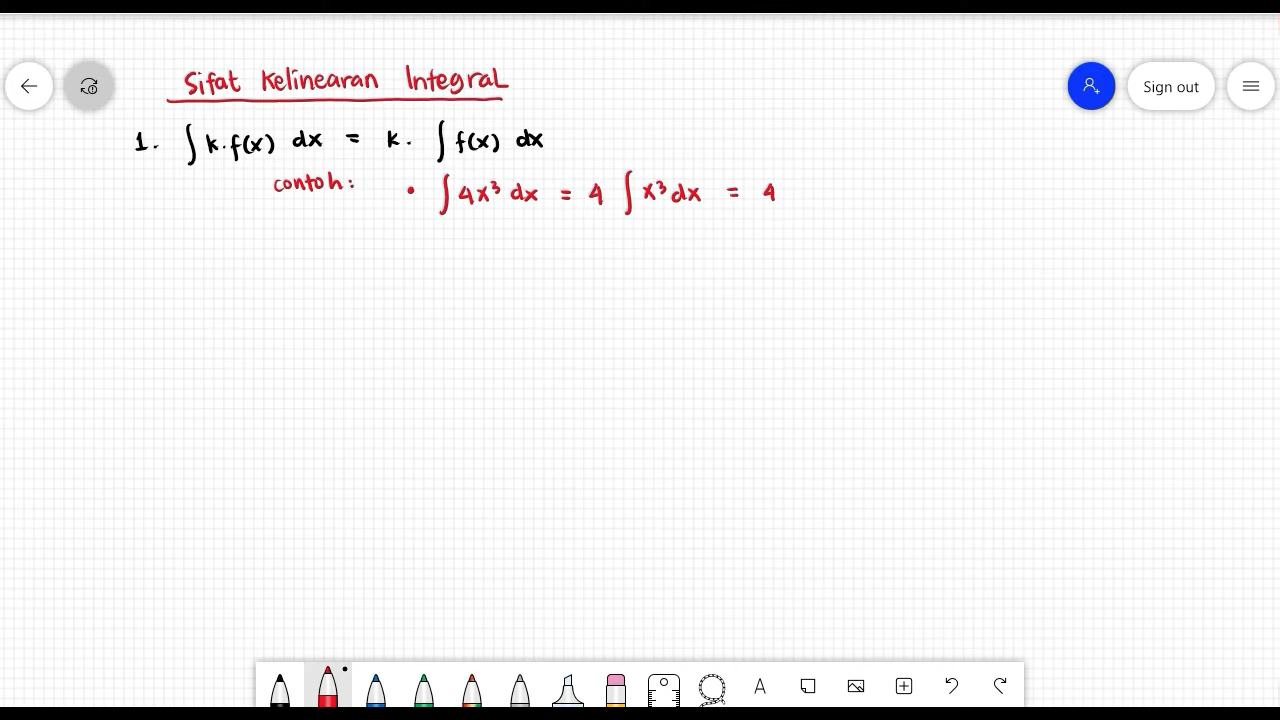 Sign out
Sifat Kelinearan Integral
1. ∫ k.f(x) dx = k. ∫ f(x) dx
contoh: • ∫ 4x³ dx = 4 ∫ x³ dx = 4
A